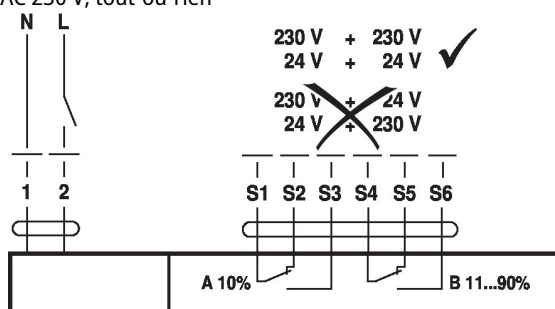 AC 230 V, tout ou rien
N L
230 V + 230 V
24 V + 24 V
230 V + 24 V
24 V + 230 V
1 2 S1 S2 S3 S4 S5 S6
A 10% B 11...90%